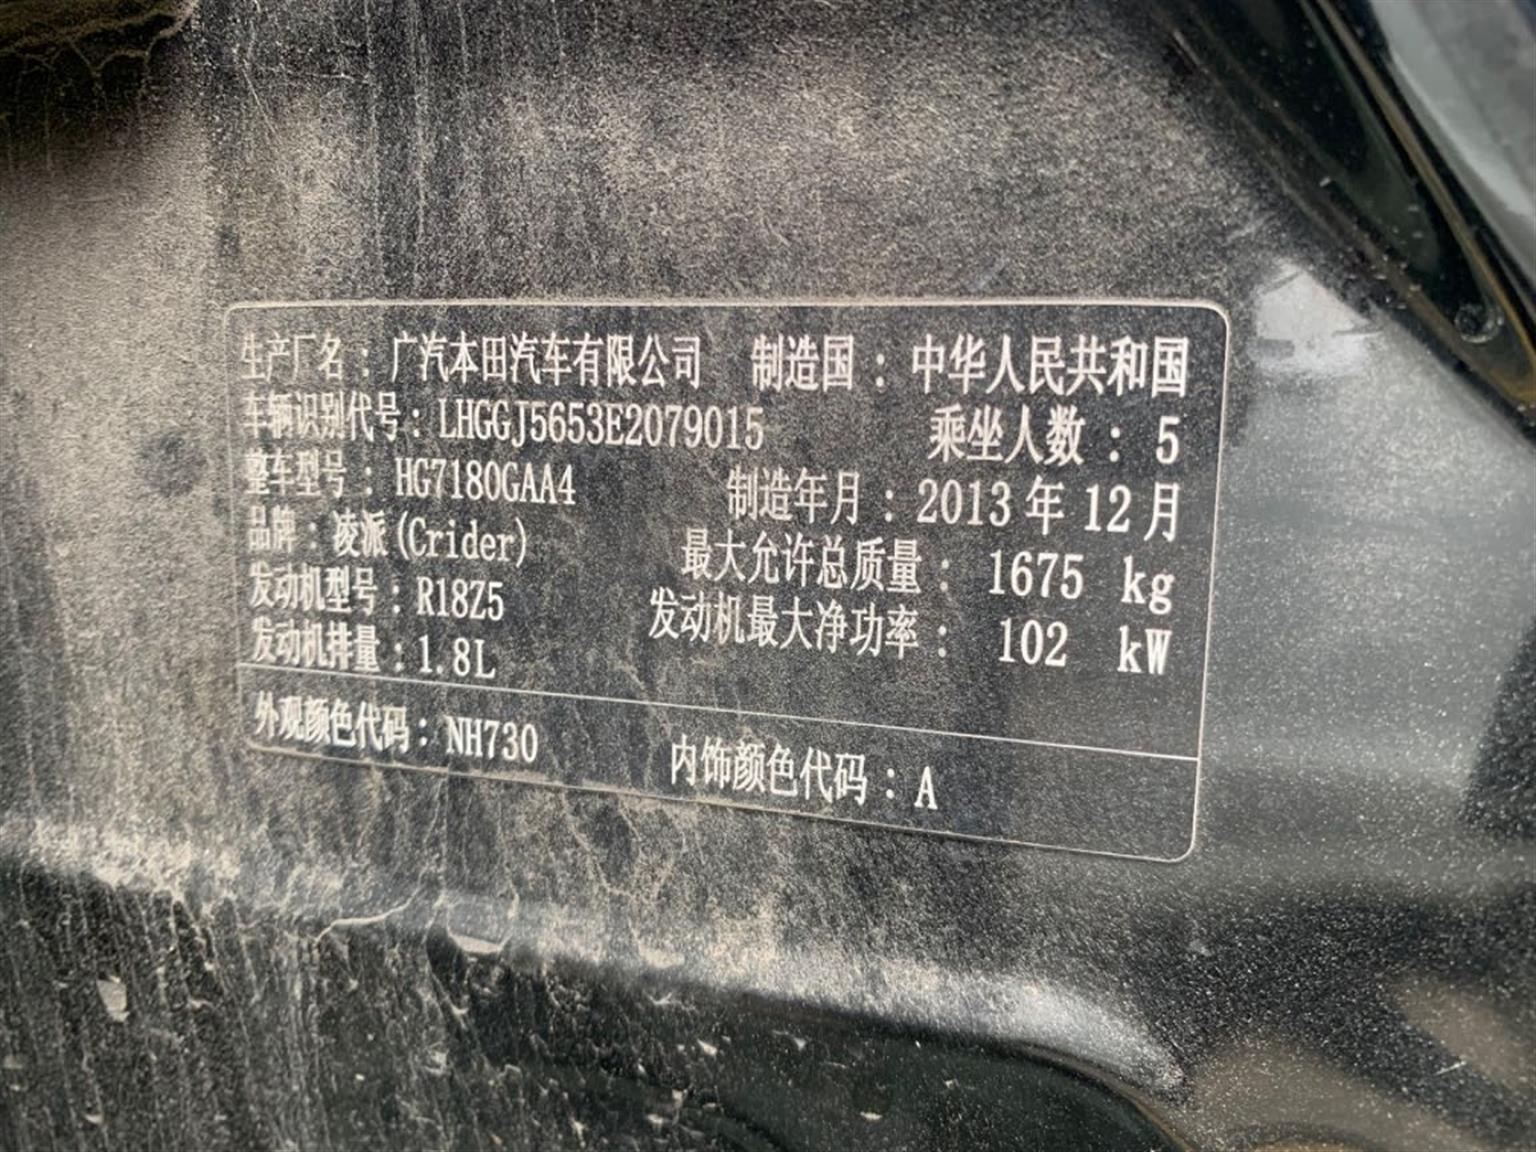 生产厂名：广汽本田汽车有限公司 制造国：中华人民共和国
车辆识别代号：LHGGJ5653E2079015 乘坐人数：5
整车型号：HG7180GAA4 制造年月：2013年12月
品牌：凌派(Crider) 最大允许总质量：1675 kg
发动机型号：R18Z5 发动机最大净功率：102 kW
发动机排量：1.8L
外观颜色代码：NH730 内饰颜色代码：A